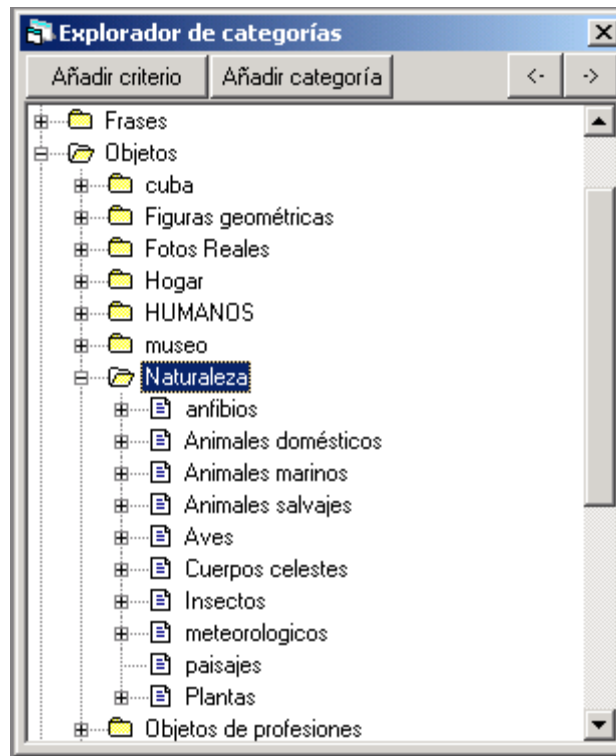 Explorador de categorías
Añadir criterio Añadir categoría <- ->
Frases
Objetos
cuba
Figuras geométricas
Fotos Reales
Hogar
HUMANOS
museo
Naturaleza
anfibios
Animales domésticos
Animales marinos
Animales salvajes
Aves
Cuerpos celestes
Insectos
meteorologicos
paisajes
Plantas
Objetos de profesiones